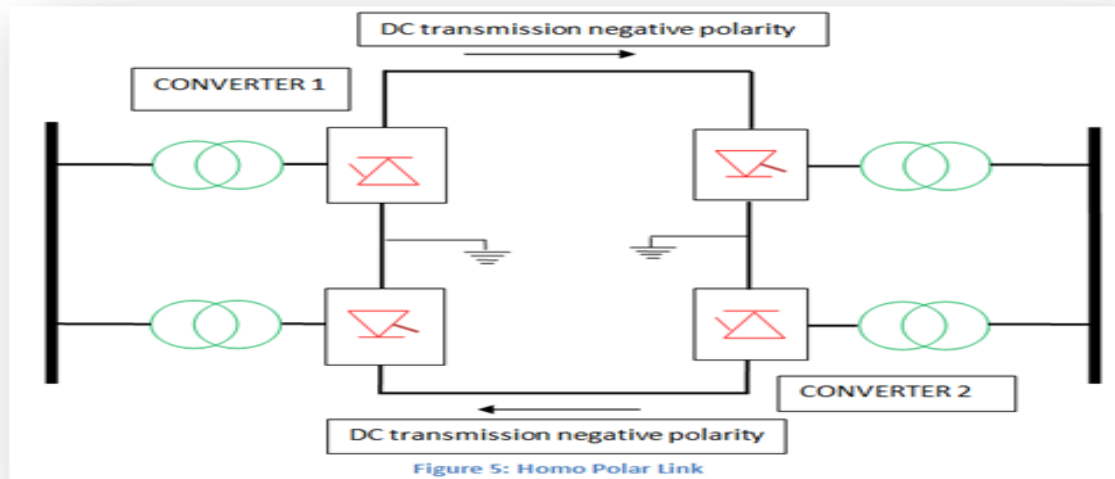 DC transmission negative polarity
CONVERTER 1
CONVERTER 2
DC transmission negative polarity
Figure 5: Homo Polar Link